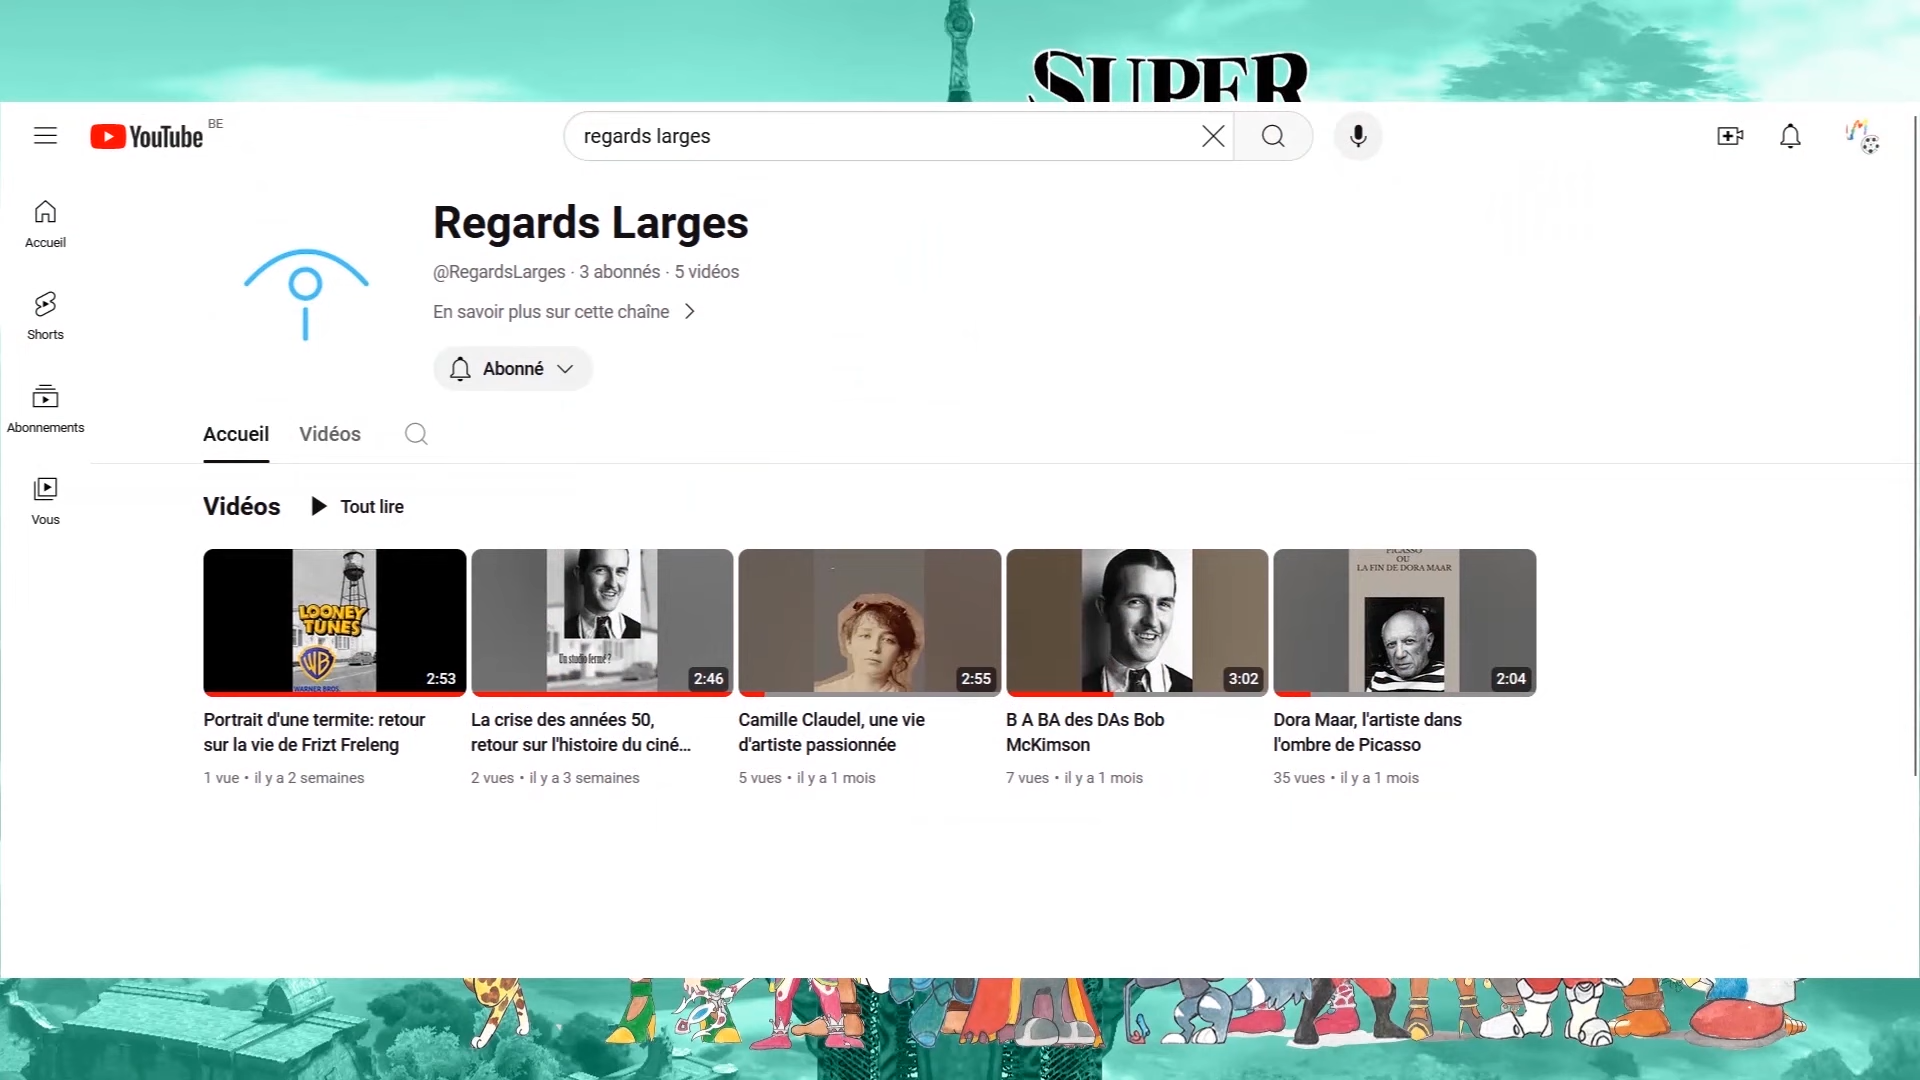 SUPER
YouTube BE
regards larges
Accueil
Shorts
Abonnements
Vous
Regards Larges
@RegardsLarges · 3 abonnés · 5 vidéos
En savoir plus sur cette chaîne
Abonné
Accueil Vidéos
Vidéos Tout lire
LOONEY
TUNES
WB
WARNER BROS.
2:53
Un studio fermé ?
2:46
2:55
3:02
PICASSO
OU
LA FIN DE DORA MAAR
2:04
Portrait d'une termite: retour
sur la vie de Frizt Freleng
1 vue • il y a 2 semaines
La crise des années 50,
retour sur l'histoire du ciné...
2 vues • il y a 3 semaines
Camille Claudel, une vie
d'artiste passionnée
5 vues • il y a 1 mois
B A BA des DAs Bob
McKimson
7 vues • il y a 1 mois
Dora Maar, l'artiste dans
l'ombre de Picasso
35 vues • il y a 1 mois